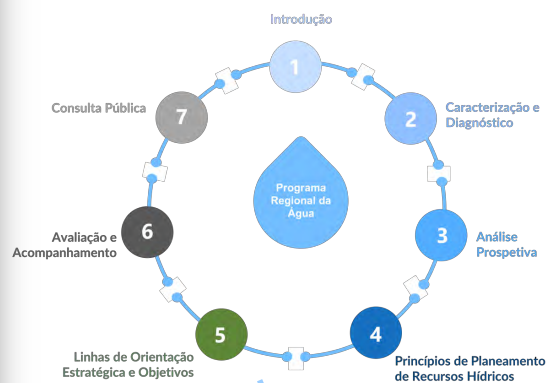 Introdução
1
2
Caracterização e
Diagnóstico
3
Análise
Prospetiva
4
Princípios de Planeamento
de Recursos Hídricos
5
Linhas de Orientação
Estratégica e Objetivos
6
Avaliação e
Acompanhamento
7
Consulta Pública
Programa
Regional da
Água